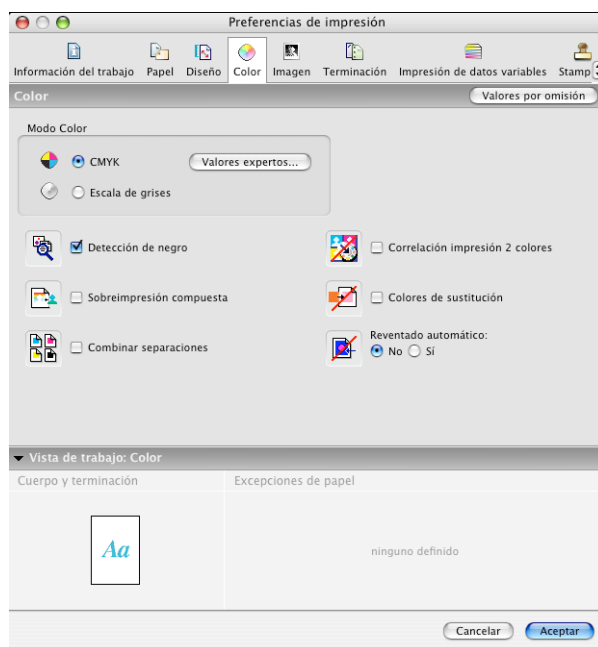 Preferencias de impresión
Información del trabajo Papel Diseño Color Imagen Terminación Impresión de datos variables Stamp
Color Valores por omisión
Modo Color
CMYK Valores expertos...
Escala de grises
Detección de negro Correlación impresión 2 colores
Sobreimpresión compuesta Colores de sustitución
Reventado automático:
Combinar separaciones No Sí
Vista de trabajo: Color
Cuerpo y terminación Excepciones de papel
Aa ninguno definido
Cancelar Aceptar